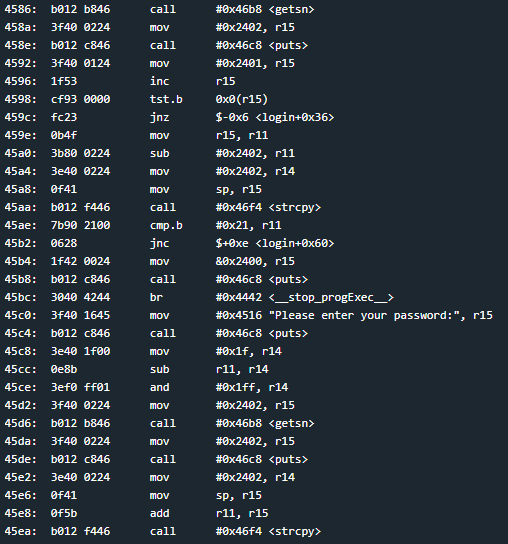 4586:  b012 b846      call      #0x46b8 <getsn>
458a:  3f40 0224      mov       #0x2402, r15
458e:  b012 c846      call      #0x46c8 <puts>
4592:  3f40 0124      mov       #0x2401, r15
4596:  1f53           inc       r15
4598:  cf93 0000      tst.b     0x0(r15)
459c:  fc23           jnz       $-0x6 <login+0x36>
459e:  0b4f           mov       r15, r11
45a0:  3b80 0224      sub       #0x2402, r11
45a4:  3e40 0224      mov       #0x2402, r14
45a8:  0f41           mov       sp, r15
45aa:  b012 f446      call      #0x46f4 <strcpy>
45ae:  7b90 2100      cmp.b     #0x21, r11
45b2:  0628           jnc       $+0xe <login+0x60>
45b4:  1f42 0024      mov       &0x2400, r15
45b8:  b012 c846      call      #0x46c8 <puts>
45bc:  3040 4244      br        #0x4442 <__stop_progExec__>
45c0:  3f40 1645      mov       #0x4516 "Please enter your password:", r15
45c4:  b012 c846      call      #0x46c8 <puts>
45c8:  3e40 1f00      mov       #0x1f, r14
45cc:  0e8b           sub       r11, r14
45ce:  3ef0 ff01      and       #0x1ff, r14
45d2:  3f40 0224      mov       #0x2402, r15
45d6:  b012 b846      call      #0x46b8 <getsn>
45da:  3f40 0224      mov       #0x2402, r15
45de:  b012 c846      call      #0x46c8 <puts>
45e2:  3e40 0224      mov       #0x2402, r14
45e6:  0f41           mov       sp, r15
45e8:  0f5b           add       r11, r15
45ea:  b012 f446      call      #0x46f4 <strcpy>